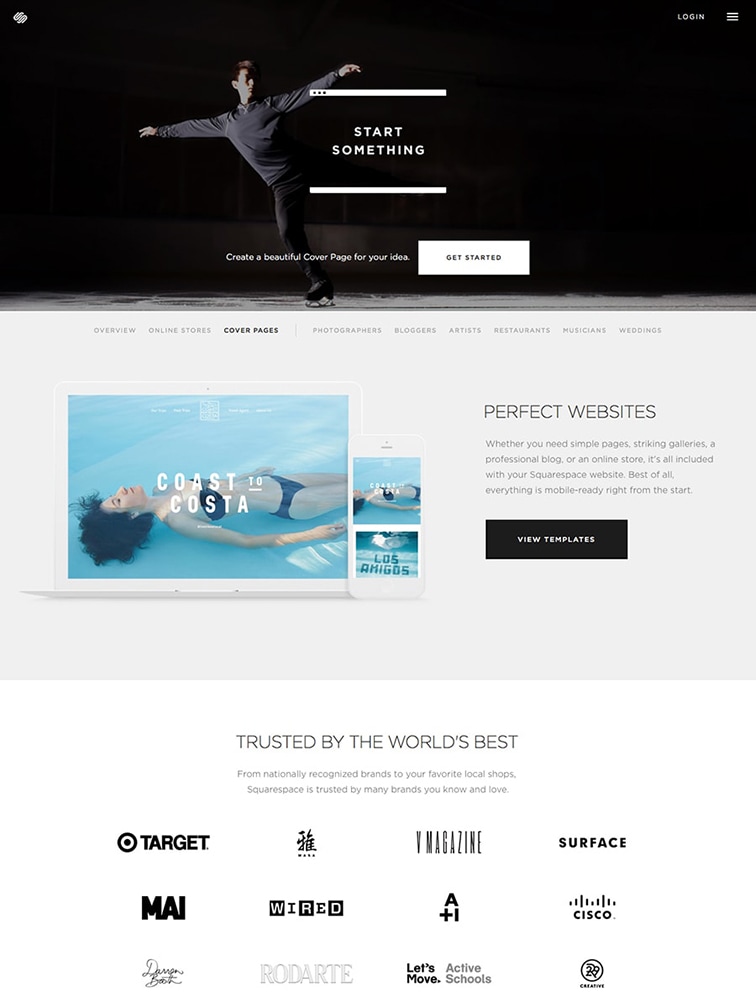 LOGIN
START
SOMETHING
Create a beautiful Cover Page for your idea.
GET STARTED
OVERVIEW ONLINE STORES COVER PAGES PHOTOGRAPHERS BLOGGERS ARTISTS RESTAURANTS MUSICIANS WEDDINGS
COAST TO
COSTA
COAST TO
COSTA
LOS
AMIGOS
PERFECT WEBSITES
Whether you need simple pages, striking galleries, a
professional blog, or an online store, it's all included
with your Squarespace website. Best of all,
everything is mobile-ready right from the start.
VIEW TEMPLATES
TRUSTED BY THE WORLD'S BEST
From nationally recognized brands to your favorite local shops,
Squarespace is trusted by many brands you know and love.
TARGET
雅
WASA
V MAGAZINE
SURFACE
MAI
WIRED
A
+I
CISCO
Darren
Booth
RODARTE
Let's
Move.
Active
Schools
29
CREATIVE